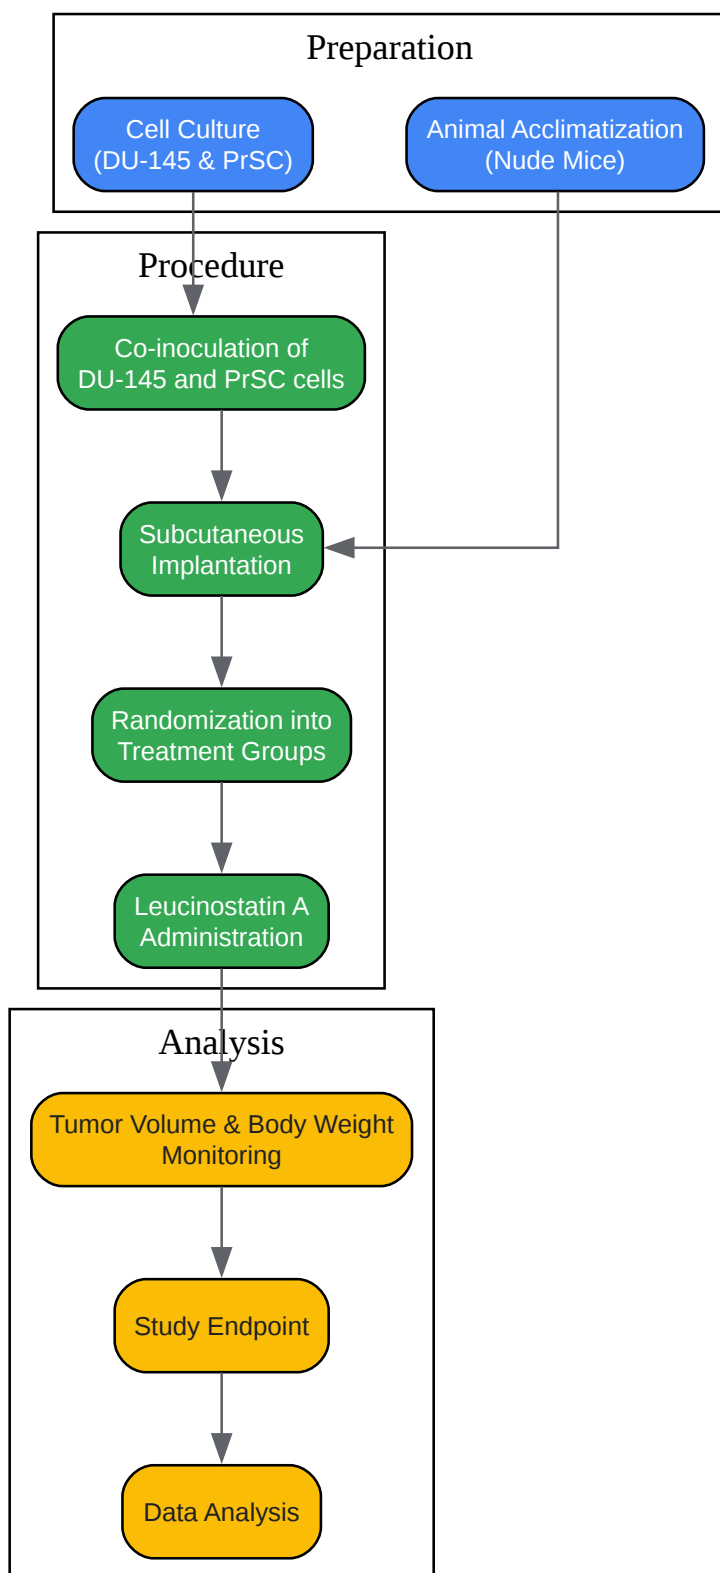 Preparation
Cell Culture
(DU-145 & PrSC)
Animal Acclimatization
(Nude Mice)
Procedure
Co-inoculation of
DU-145 and PrSC cells
Subcutaneous
Implantation
Randomization into
Treatment Groups
Leucinostatin A
Administration
Analysis
Tumor Volume & Body Weight
Monitoring
Study Endpoint
Data Analysis